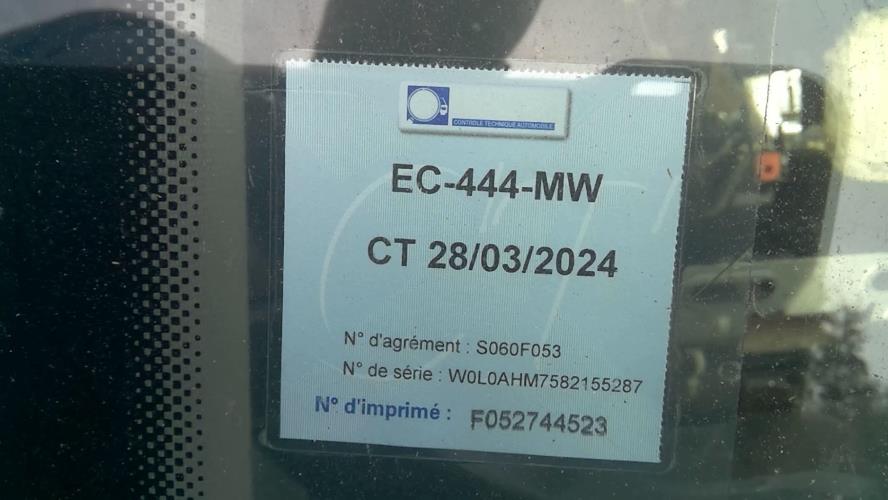 CONTROLE TECHNIQUE AUTOMOBILE
EC-444-MW
CT 28/03/2024
N° d'agrément : S060F053
N° de série : W0L0AHM7582155287
N° d'imprimé : F052744523